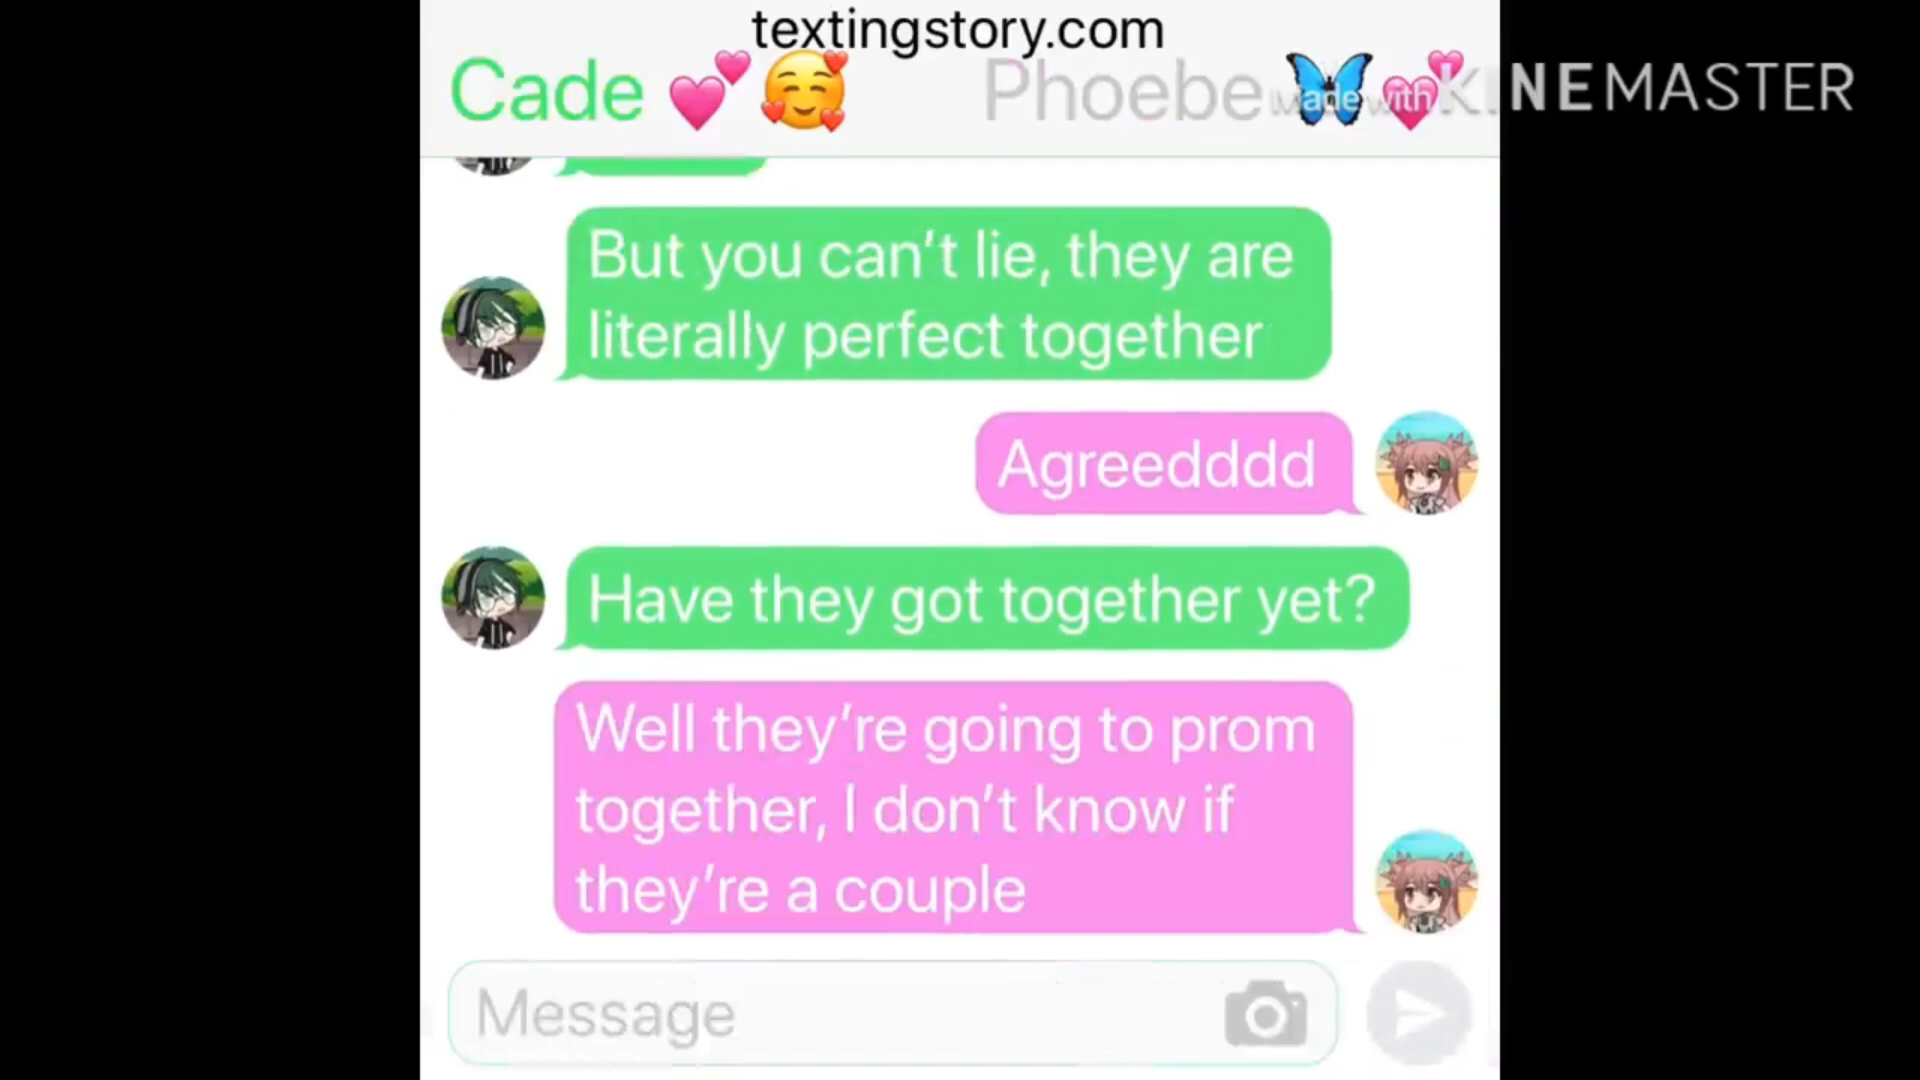 textingstory.com
Cade 💕 🥰 Phoebe 🦋 💕
Made with KINEMASTER
But you can’t lie, they are
literally perfect together
Agreedddd
Have they got together yet?
Well they’re going to prom
together, I don’t know if
they’re a couple
Message